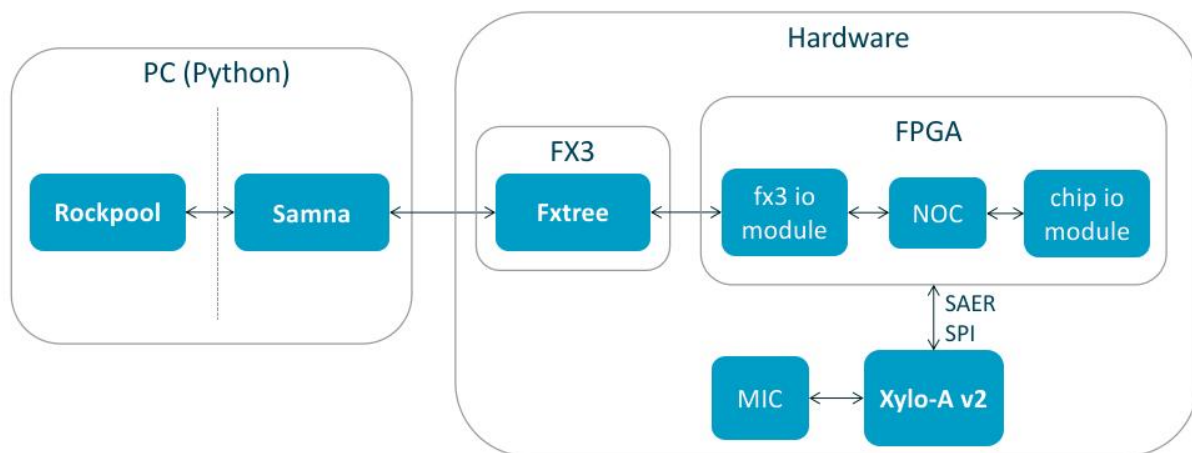 Hardware
PC (Python)
FPGA
FX3
Rockpool
Samna
Fxtree
fx3 io
module
NOC
chip io
module
SAER
SPI
MIC
Xylo-A v2